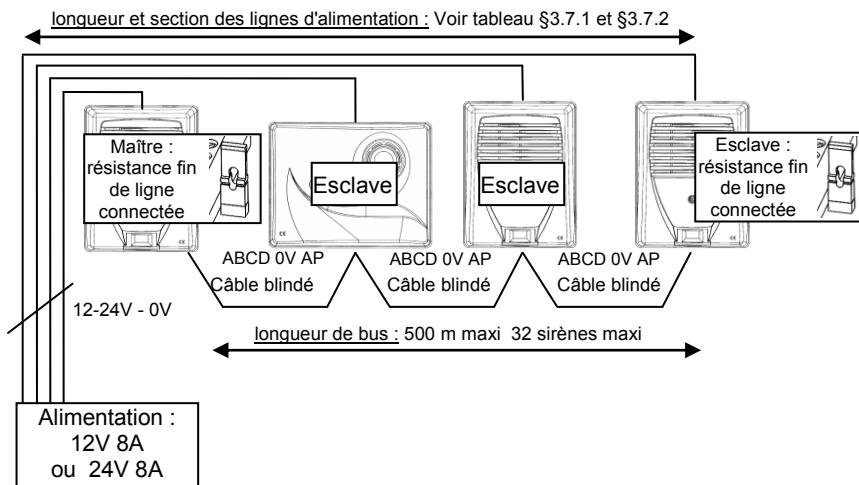 longueur et section des lignes d'alimentation : Voir tableau §3.7.1 et §3.7.2
Maître :
résistance fin
de ligne
connectée
Esclave
Esclave
Esclave :
résistance fin
de ligne
connectée
ABCD 0V AP
Câble blindé
ABCD 0V AP
Câble blindé
ABCD 0V AP
Câble blindé
12-24V - 0V
longueur de bus : 500 m maxi 32 sirènes maxi
Alimentation :
12V 8A
ou 24V 8A